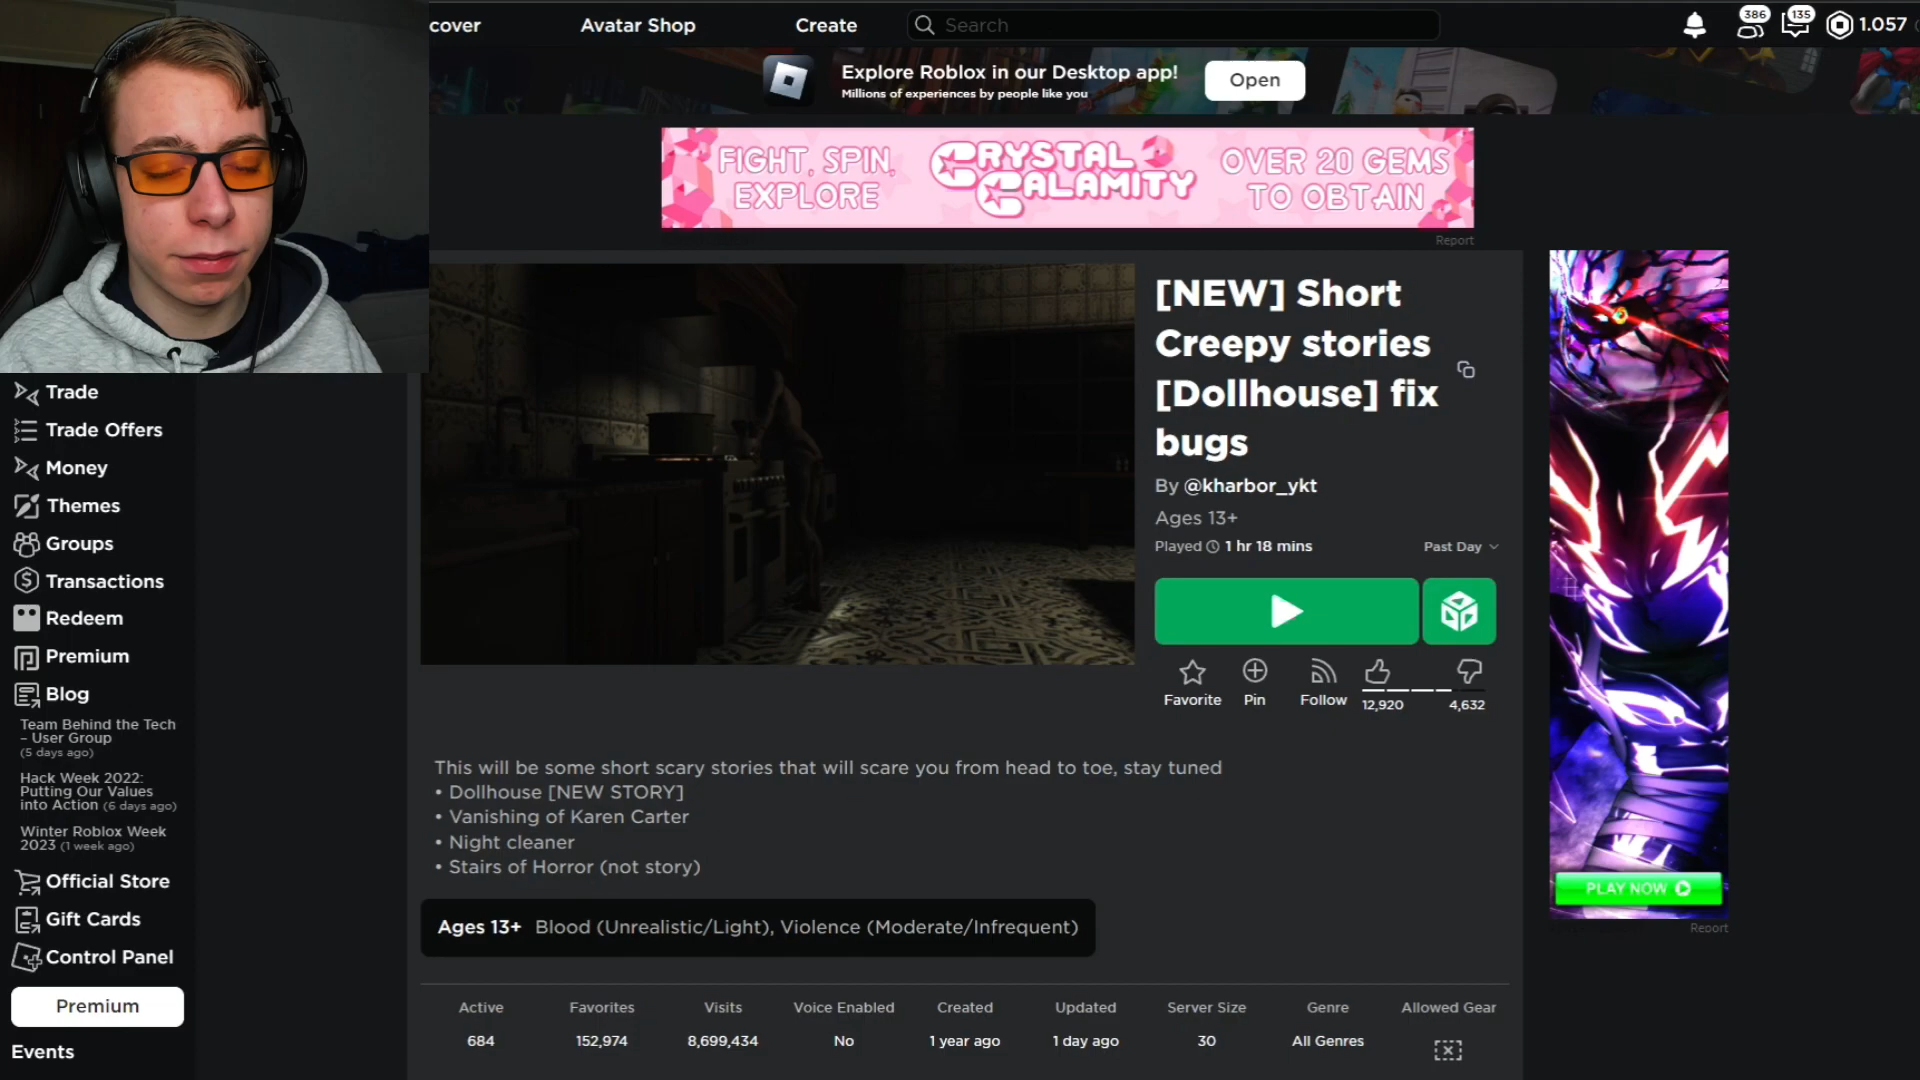 cover
Avatar Shop
Create
Search
386
135
1.057
Explore Roblox in our Desktop app!
Millions of experiences by people like you
Open
FIGHT, SPIN,
EXPLORE
CRYSTAL
CALAMITY
OVER 20 GEMS
TO OBTAIN
Report
[NEW] Short
Creepy stories
[Dollhouse] fix
bugs
By @kharbor_ykt
Ages 13+
Played 1 hr 18 mins
Past Day
Favorite
Pin
Follow
12,920
4,632
Trade
Trade Offers
Money
Themes
Groups
Transactions
Redeem
Premium
Blog
Team Behind the Tech
– User Group
(5 days ago)
Hack Week 2022:
Putting Our Values
into Action (6 days ago)
Winter Roblox Week
2023 (1 week ago)
Official Store
Gift Cards
Control Panel
Premium
Events
This will be some short scary stories that will scare you from head to toe, stay tuned
• Dollhouse [NEW STORY]
• Vanishing of Karen Carter
• Night cleaner
• Stairs of Horror (not story)
Ages 13+ Blood (Unrealistic/Light), Violence (Moderate/Infrequent)
Active Favorites Visits Voice Enabled Created Updated Server Size Genre Allowed Gear
684 152,974 8,699,434 No 1 year ago 1 day ago 30 All Genres
PLAY NOW
Report